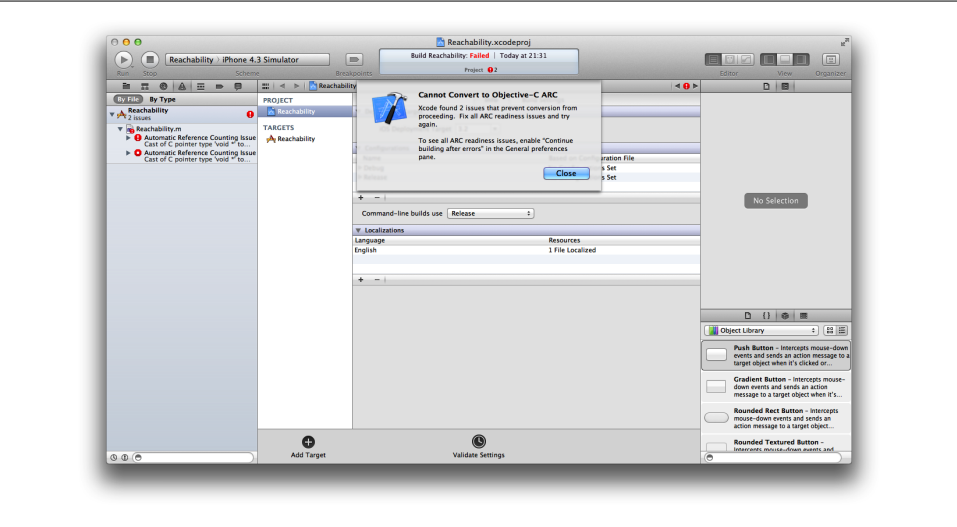 Reachability.xcodeproj
Reachability
iPhone 4.3 Simulator
Build Reachability: Failed | Today at 21:31
Project 2
Run
Stop
Scheme
Breakpoints
Editor
View
Organizer
Reachability
By File
By Type
Reachability
2 issues
Reachability.m
Automatic Reference Counting Issue
Cast of C pointer type 'void *' to...
Automatic Reference Counting Issue
Cast of C pointer type 'void *' to...
PROJECT
Reachability
TARGETS
Reachability
Cannot Convert to Objective-C ARC
Xcode found 2 issues that prevent conversion from
proceeding. Fix all ARC readiness issues and try
again.
To see all ARC readiness issues, enable "Continue
building after errors" in the General preferences
pane.
Close
Command-line builds use
Release
Localizations
Language
Resources
English
1 File Localized
Add Target
Validate Settings
No Selection
Object Library
Push Button - Intercepts mouse-down
events and sends an action message to a
target object when it's clicked or...
Gradient Button - Intercepts mouse-
down events and sends an action
message to a target object when it's...
Rounded Rect Button - Intercepts
mouse-down events and sends an
action message to a target object...
Rounded Textured Button -
Intercepts mouse-down events and